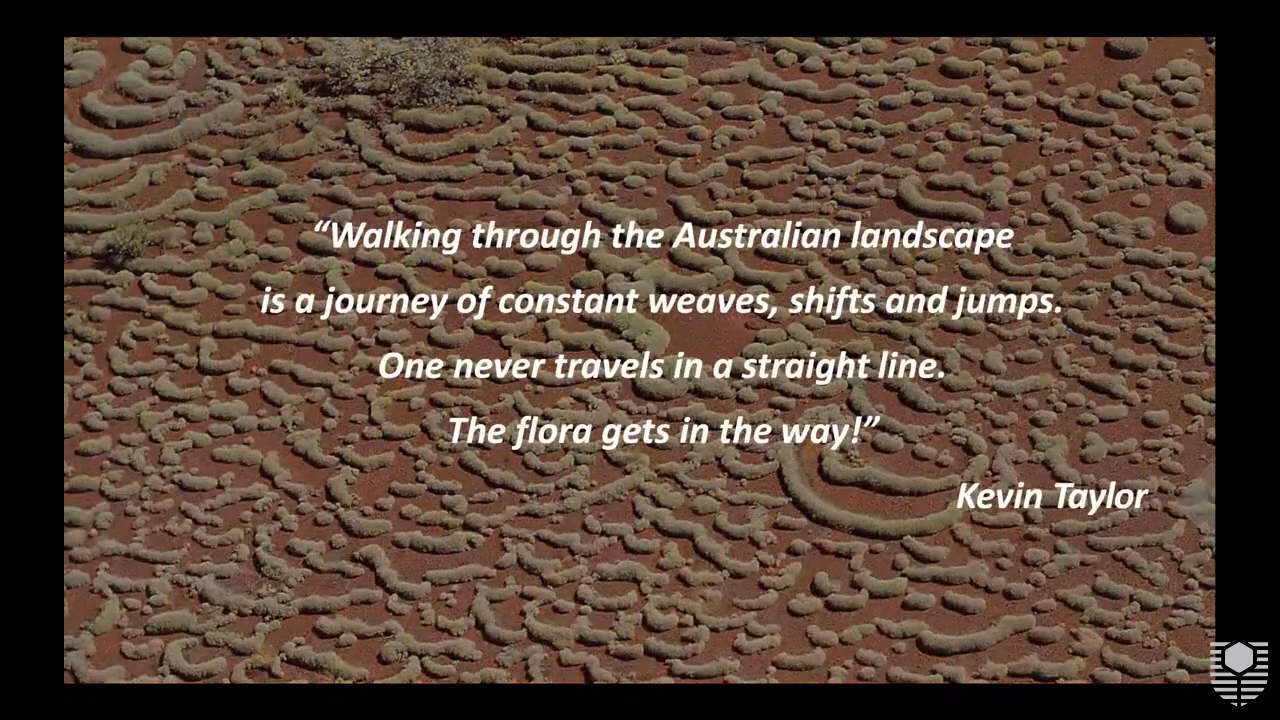 “Walking through the Australian landscape
is a journey of constant weaves, shifts and jumps.
One never travels in a straight line.
The flora gets in the way!”
Kevin Taylor